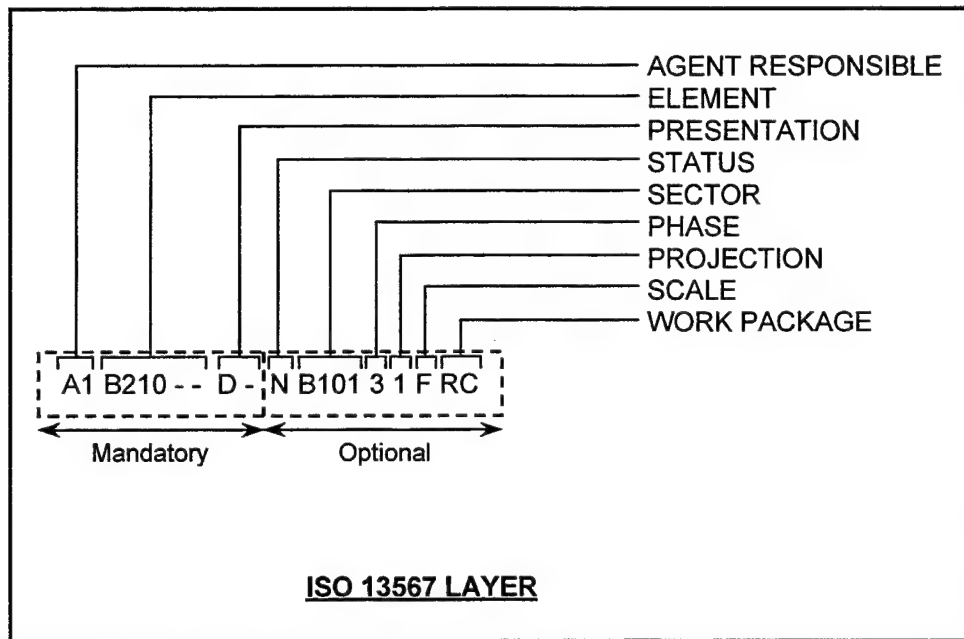 AGENT RESPONSIBLE
ELEMENT
PRESENTATION
STATUS
SECTOR
PHASE
PROJECTION
SCALE
WORK PACKAGE
A1 B210 - - D - N B101 3 1 F RC
Mandatory Optional
ISO 13567 LAYER